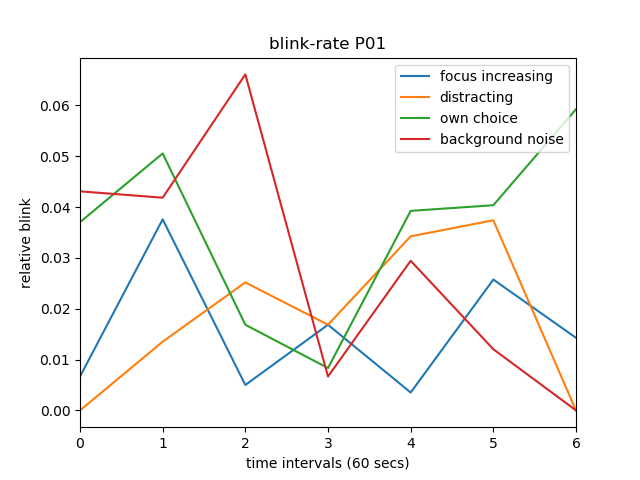 blink-rate P01
focus increasing
distracting
own choice
background noise
0.06
0.05
0.04
0.03
0.02
0.01
0.00
relative blink
0 1 2 3 4 5 6
time intervals (60 secs)